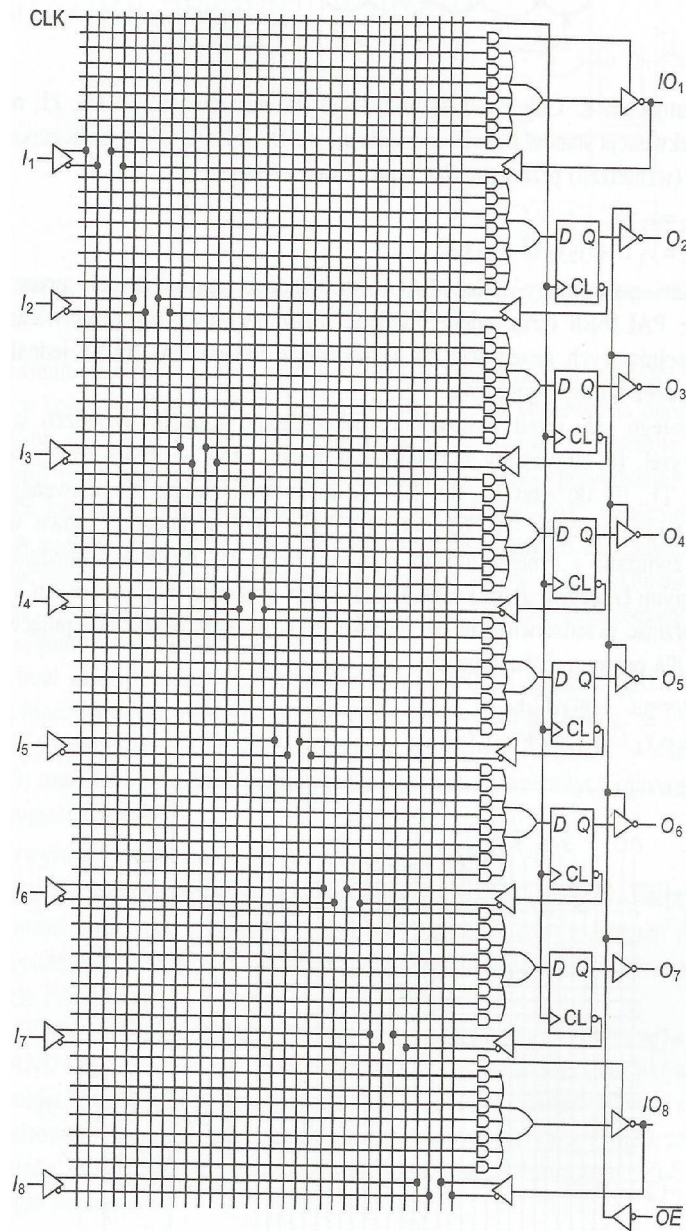 CLK
IO₁
I₁
D Q
O₂
CL
I₂
D Q
O₃
CL
I₃
D Q
O₄
CL
I₄
D Q
O₅
CL
I₅
D Q
O₆
CL
I₆
D Q
O₇
CL
I₇
IO₈
I₈
O̅E̅